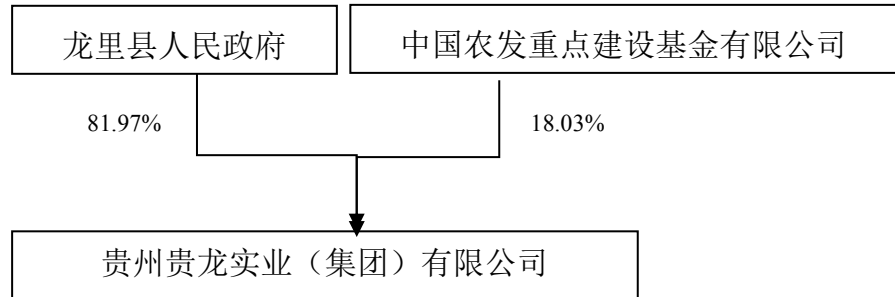 龙里县人民政府
中国农发重点建设基金有限公司
81.97%
18.03%
贵州贵龙实业（集团）有限公司